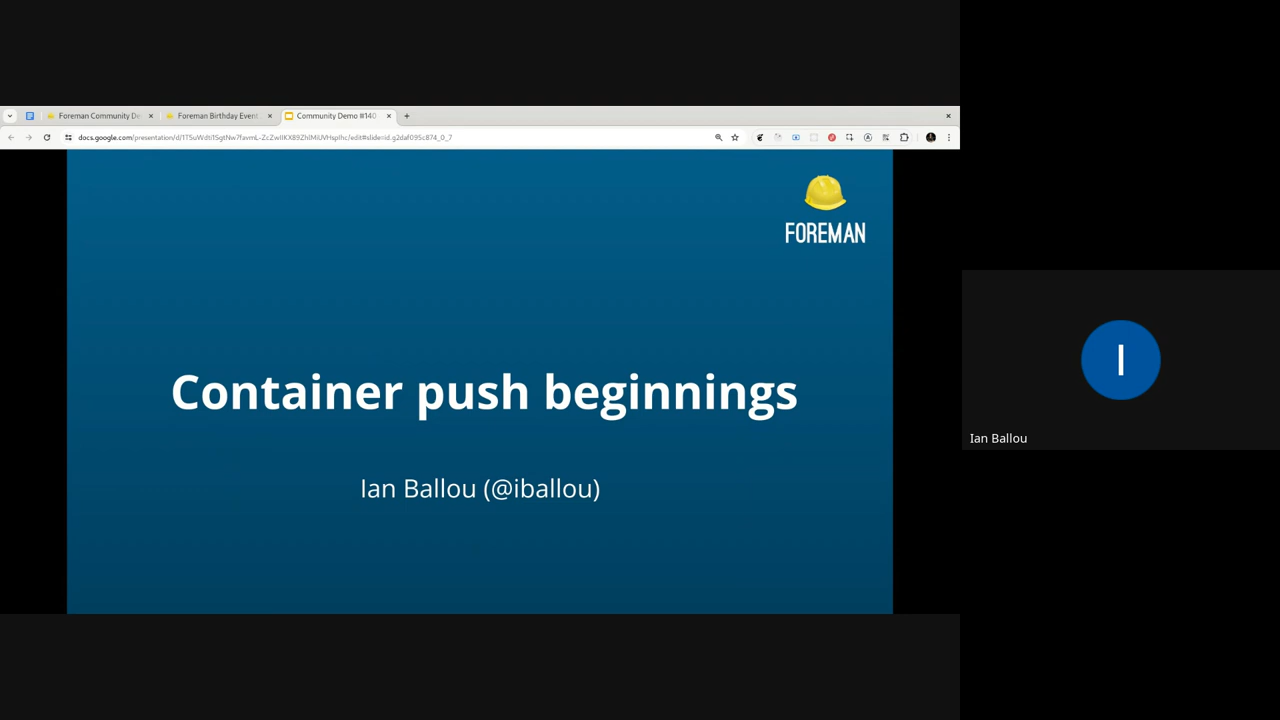 Foreman Community De
Foreman Birthday Event
Community Demo #140
FOREMAN
Container push beginnings
Ian Ballou (@iballou)
I
Ian Ballou